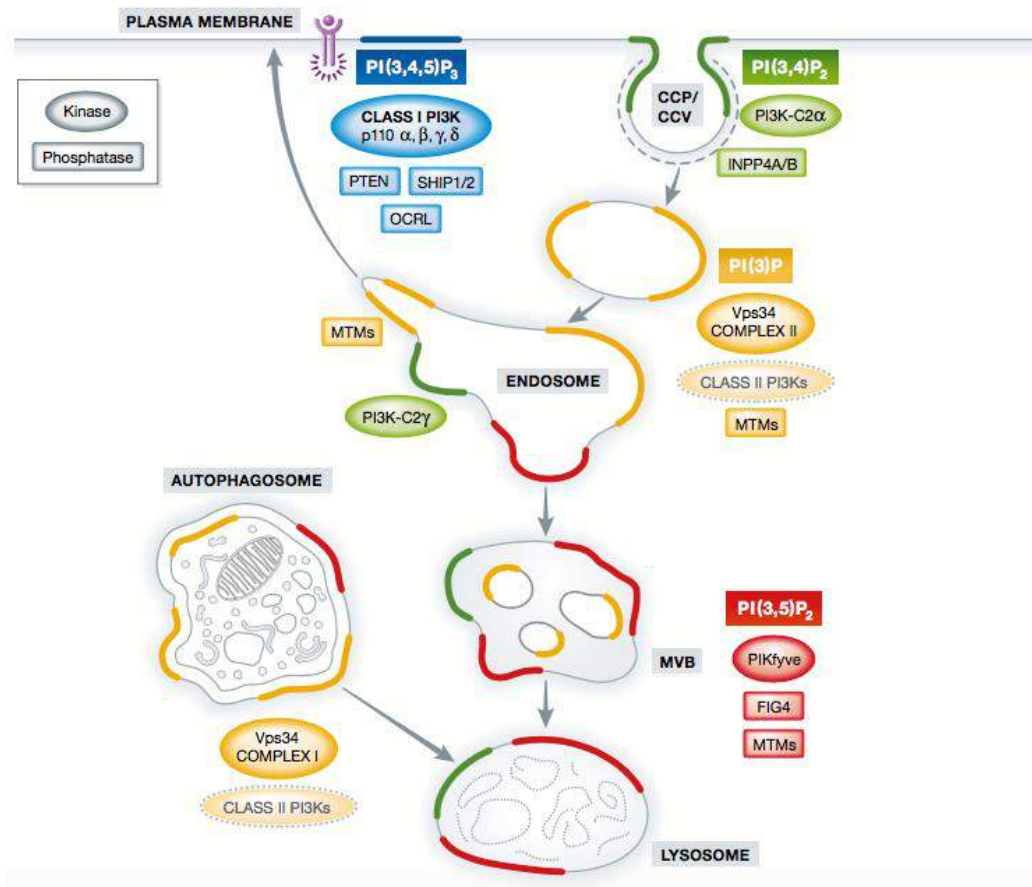 PLASMA MEMBRANE
Kinase
Phosphatase
PI(3,4,5)P₃
CLASS I PI3K
p110 α, β, γ, δ
PTEN
SHIP1/2
OCRL
CCP/
CCV
PI(3,4)P₂
PI3K-C2α
INPP4A/B
PI(3)P
Vps34
COMPLEX II
CLASS II PI3Ks
MTMs
MTMs
ENDOSOME
PI3K-C2γ
AUTOPHAGOSOME
Vps34
COMPLEX I
CLASS II PI3Ks
MVB
PI(3,5)P₂
PIKfyve
FIG4
MTMs
LYSOSOME